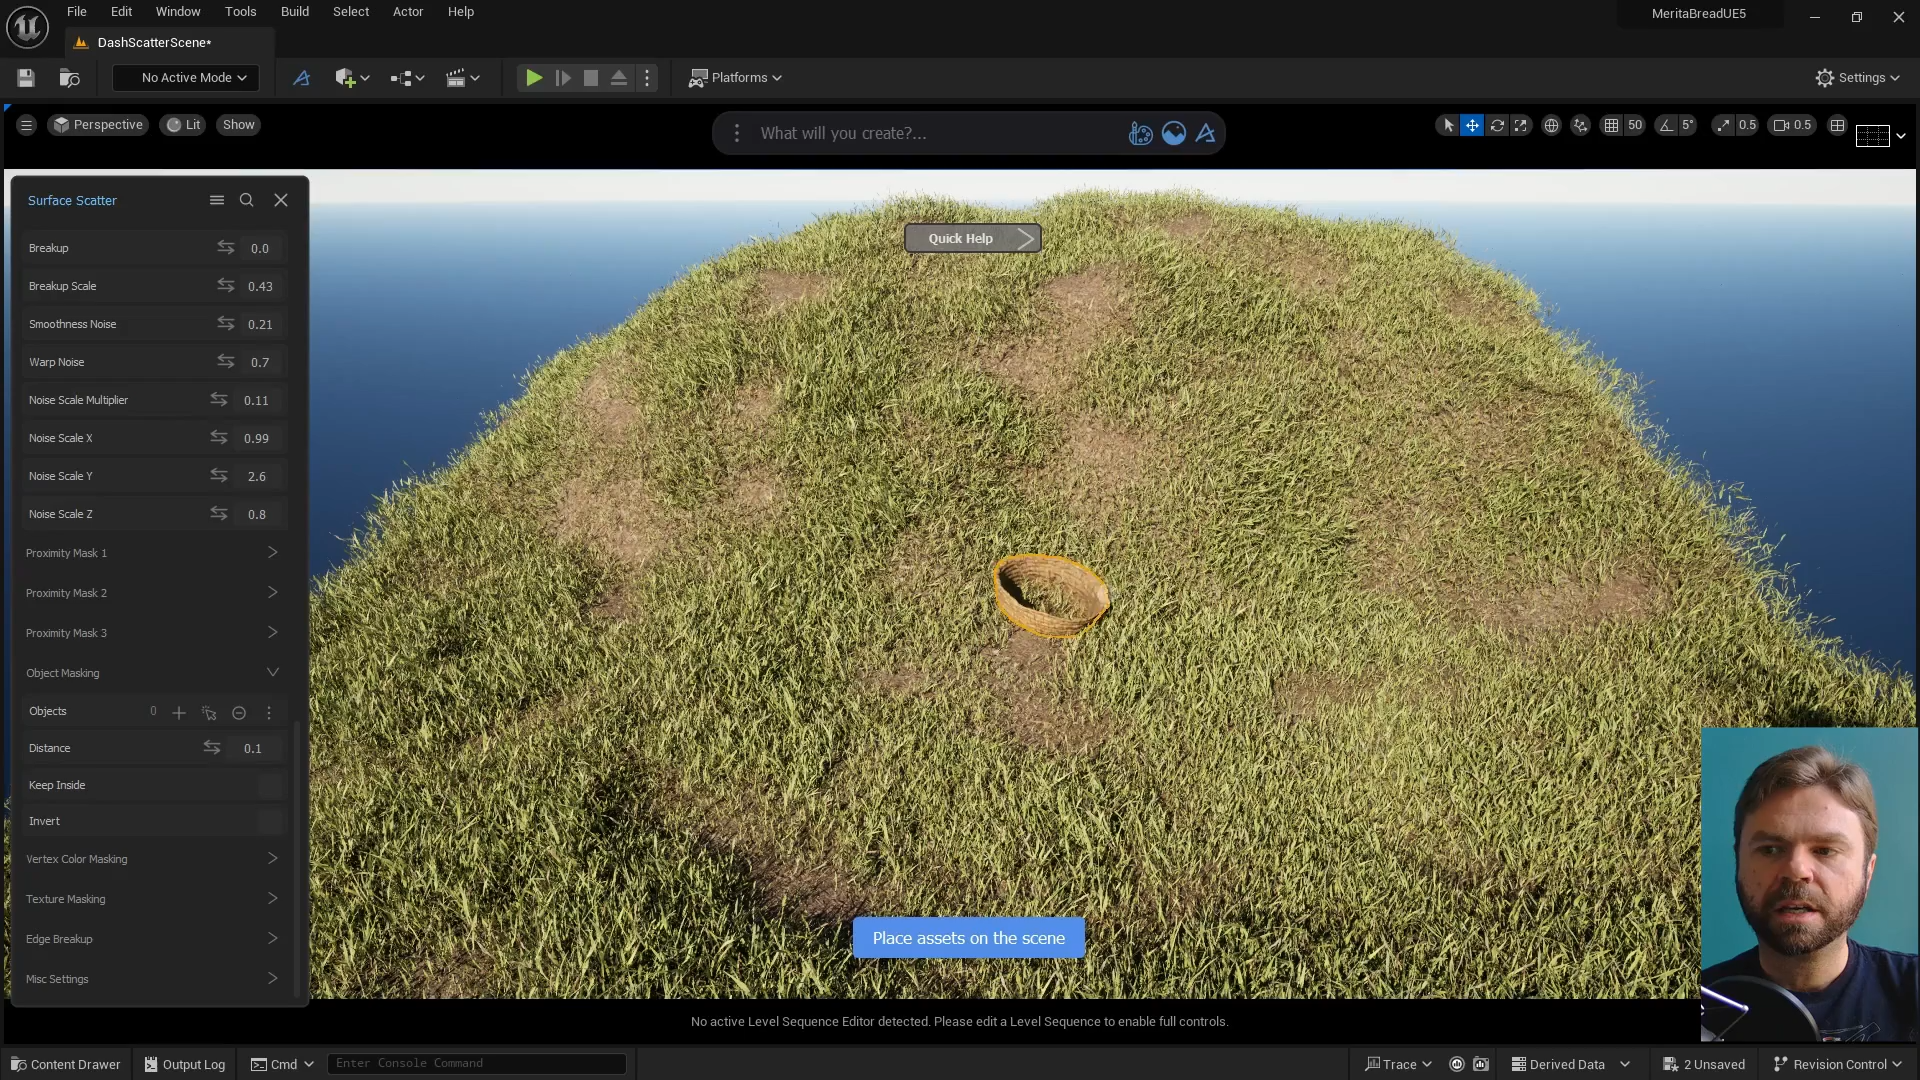 File Edit Window Tools Build Select Actor Help
MeritaBreadUE5
DashScatterScene*
No Active Mode
Platforms
Settings
Perspective
Lit
Show
What will you create?...
50
5°
0.5
0.5
Surface Scatter
Quick Help
Breakup 0.0
Breakup Scale 0.43
Smoothness Noise 0.21
Warp Noise 0.7
Noise Scale Multiplier 0.11
Noise Scale X 0.99
Noise Scale Y 2.6
Noise Scale Z 0.8
Proximity Mask 1
Proximity Mask 2
Proximity Mask 3
Object Masking
Objects 0
Distance 0.1
Keep Inside
Invert
Vertex Color Masking
Texture Masking
Edge Breakup
Misc Settings
Place assets on the scene
No active Level Sequence Editor detected. Please edit a Level Sequence to enable full controls.
Content Drawer
Output Log
Cmd
Enter Console Command
Trace
Derived Data
2 Unsaved
Revision Control